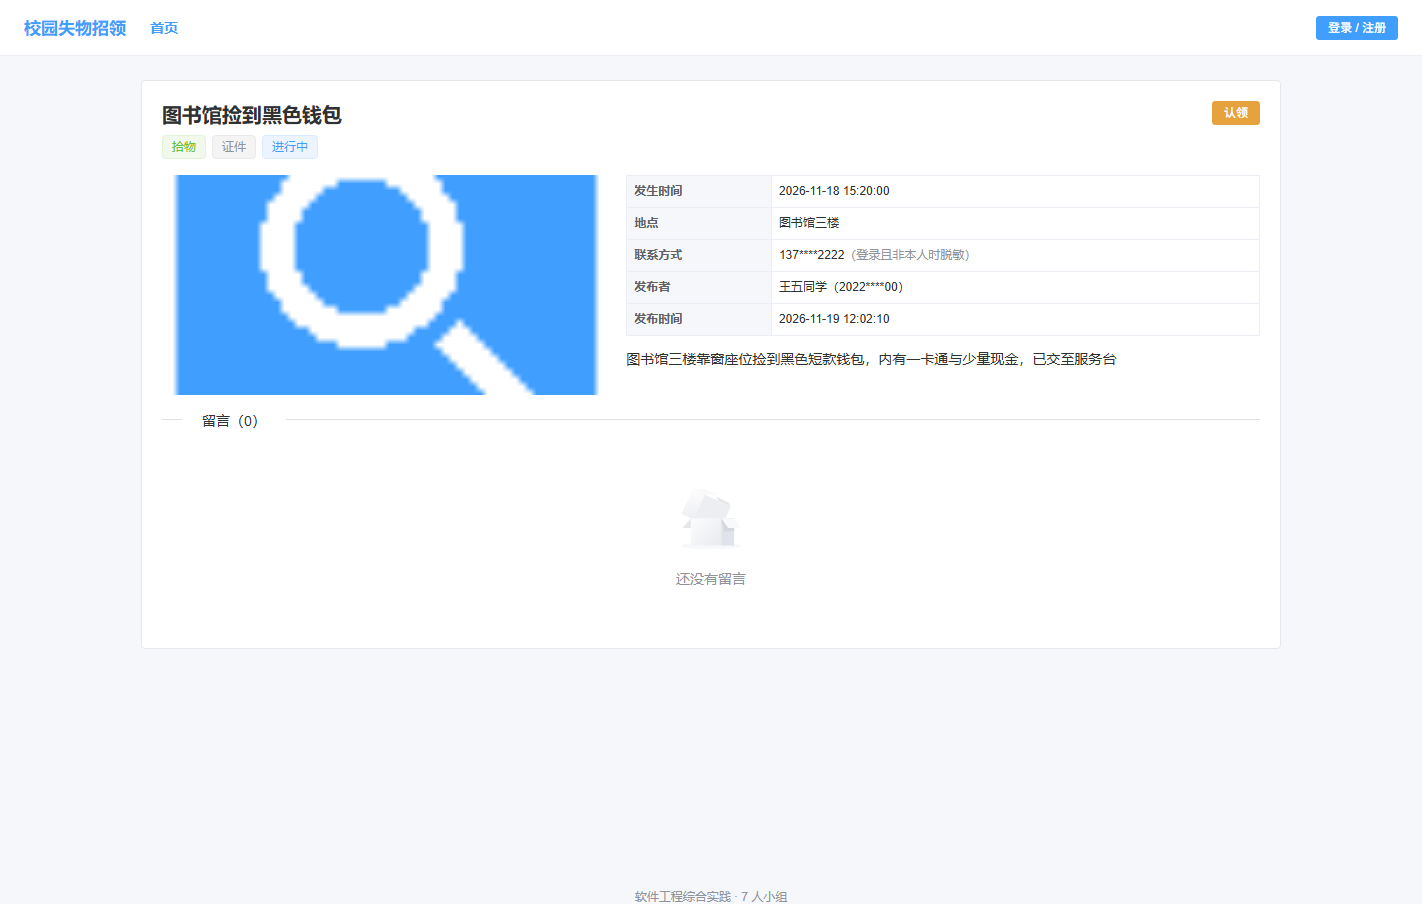 校园失物招领 首页 登录 / 注册
图书馆捡到黑色钱包 认领
拾物 证件 进行中
发生时间 2026-11-18 15:20:00
地点 图书馆三楼
联系方式 137****2222（登录且非本人时脱敏）
发布者 王五同学（2022****00）
发布时间 2026-11-19 12:02:10
图书馆三楼靠窗座位捡到黑色短款钱包，内有一卡通与少量现金，已交至服务台
留言（0）
还没有留言
软件工程综合实践 · 7 人小组